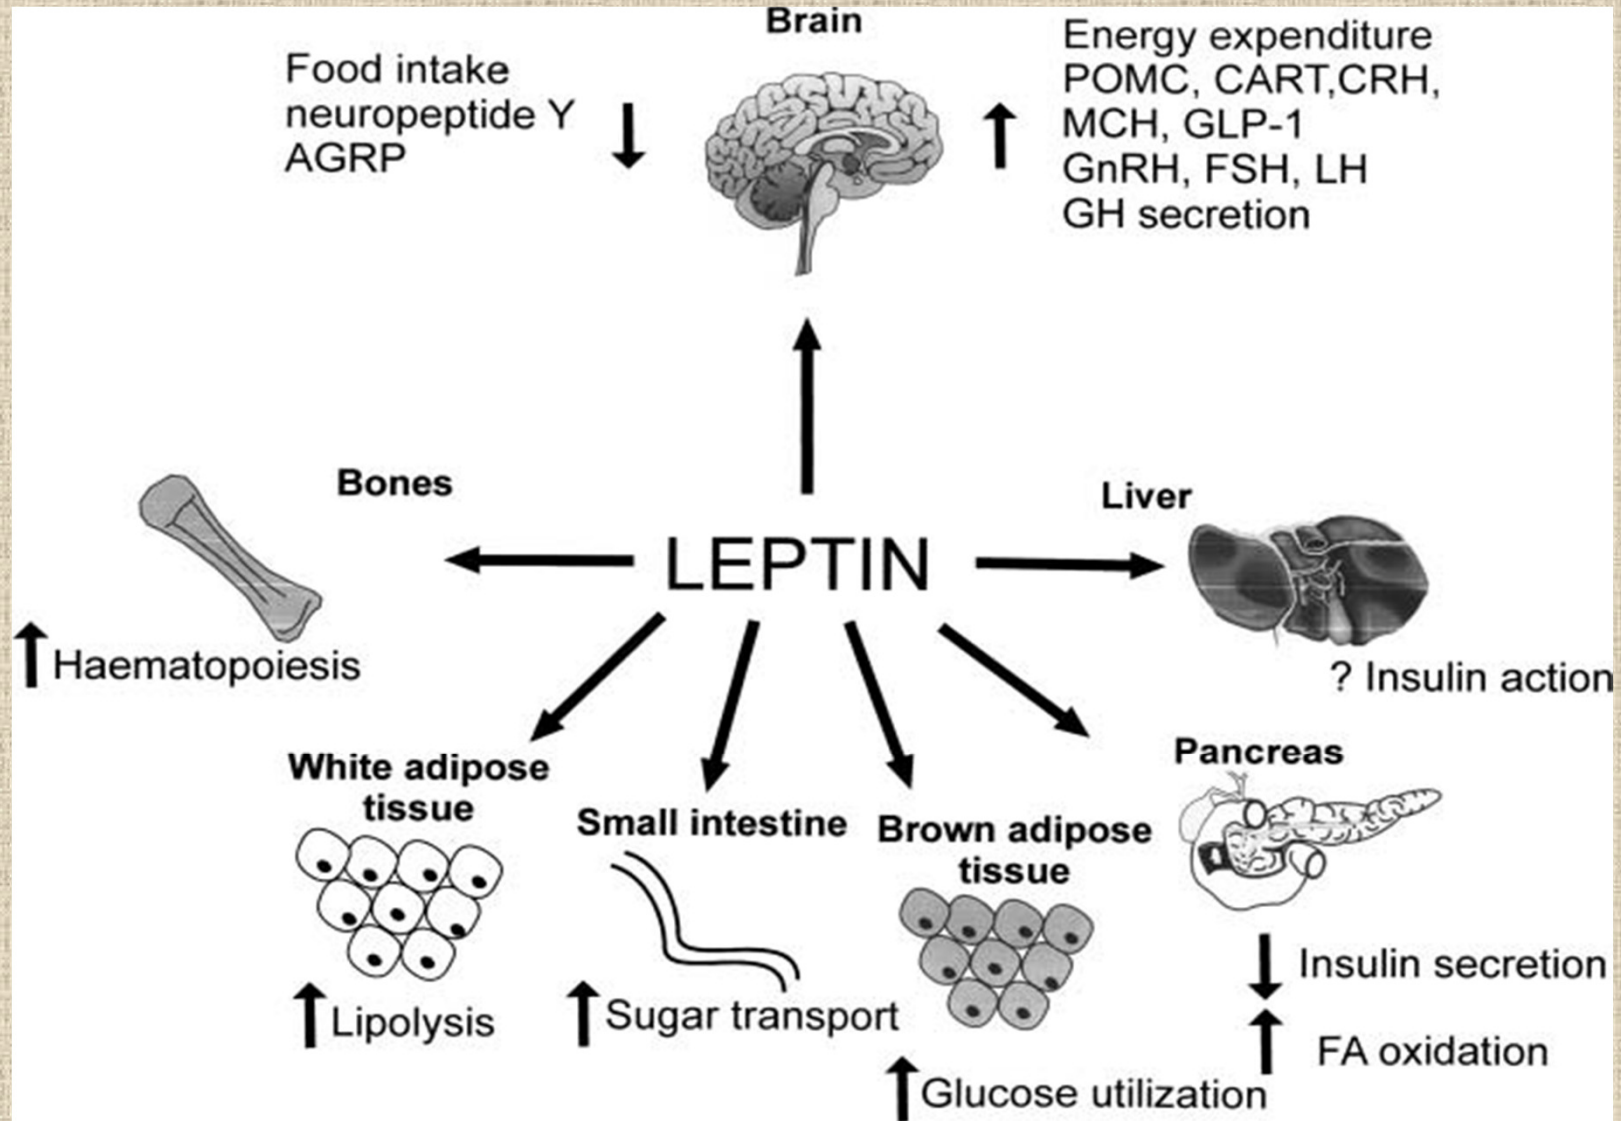 Brain
Food intake
neuropeptide Y
AGRP
Energy expenditure
POMC, CART,CRH,
MCH, GLP-1
GnRH, FSH, LH
GH secretion
Bones
Liver
LEPTIN
Haematopoiesis
? Insulin action
White adipose
tissue
Small intestine
Brown adipose
tissue
Pancreas
Lipolysis
Sugar transport
Glucose utilization
Insulin secretion
FA oxidation